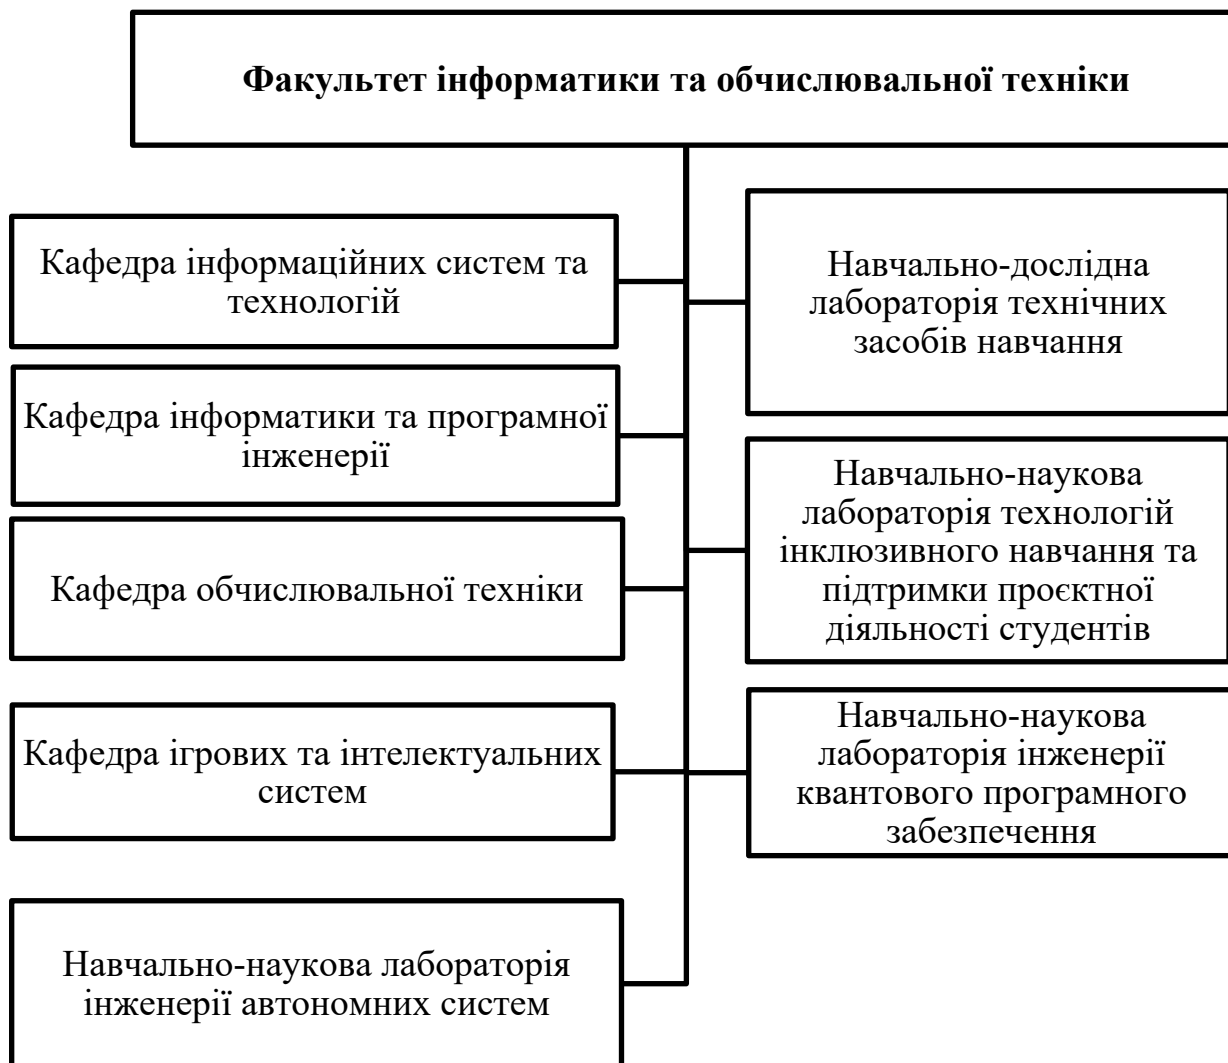 Факультет інформатики та обчислювальної техніки
Кафедра інформаційних систем та
технологій
Кафедра інформатики та програмної
інженерії
Кафедра обчислювальної техніки
Кафедра ігрових та інтелектуальних
систем
Навчально-наукова лабораторія
інженерії автономних систем
Навчально-дослідна
лабораторія технічних
засобів навчання
Навчально-наукова
лабораторія технологій
інклюзивного навчання та
підтримки проєктної
діяльності студентів
Навчально-наукова
лабораторія інженерії
квантового програмного
забезпечення